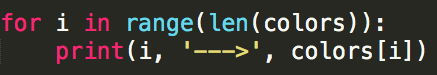 for i in range(len(colors)):
    print(i, '--->', colors[i])